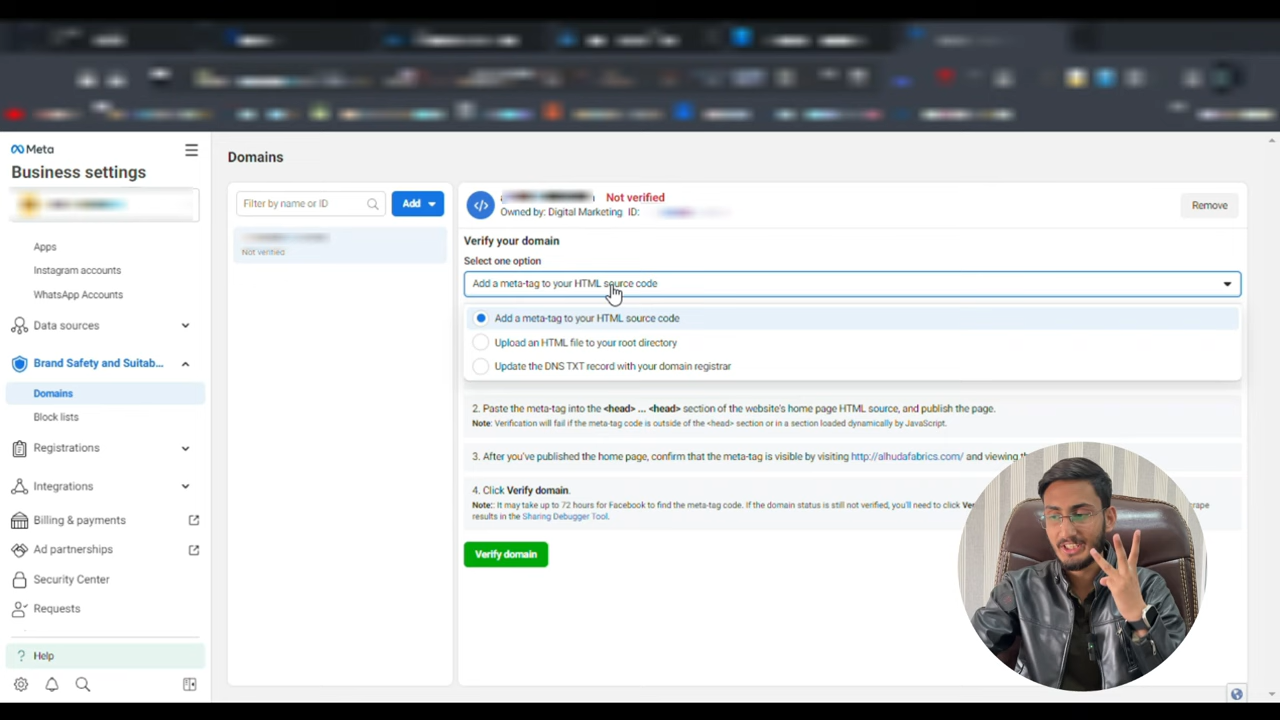 Meta
Business settings
Apps
Instagram accounts
WhatsApp Accounts
Data sources
Brand Safety and Suitab...
Domains
Block lists
Registrations
Integrations
Billing & payments
Ad partnerships
Security Center
Requests
? Help
Domains
Filter by name or ID
Add
Not verified
Not verified
Owned by: Digital Marketing ID:
Remove
Verify your domain
Select one option
Add a meta-tag to your HTML source code
Add a meta-tag to your HTML source code
Upload an HTML file to your root directory
Update the DNS TXT record with your domain registrar
2. Paste the meta-tag into the <head> ... <head> section of the website's home page HTML source, and publish the page.
Note: Verification will fail if the meta-tag code is outside of the <head> section or in a section loaded dynamically by JavaScript.
3. After you've published the home page, confirm that the meta-tag is visible by visiting http://alhudafabrics.com/ and viewing
4. Click Verify domain.
Note: It may take up to 72 hours for Facebook to find the meta-tag code. If the domain status is still not verified, you'll need to click
results in the Sharing Debugger Tool.
Verify domain